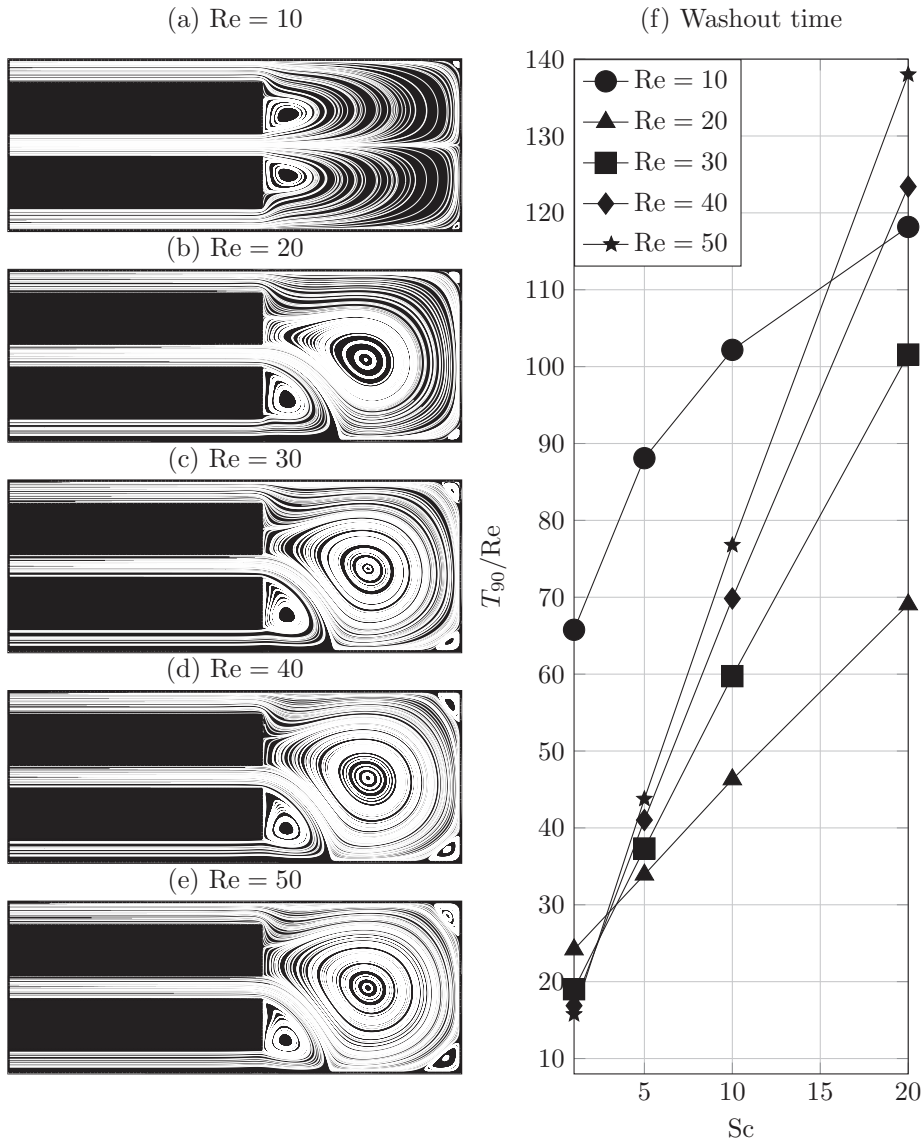 (a) Re = 10
(b) Re = 20
(c) Re = 30
(d) Re = 40
(e) Re = 50
(f) Washout time
Re = 10
Re = 20
Re = 30
Re = 40
Re = 50
140
130
120
110
100
90
80
70
60
50
40
30
20
10
T₉₀/Re
5
10
15
20
Sc